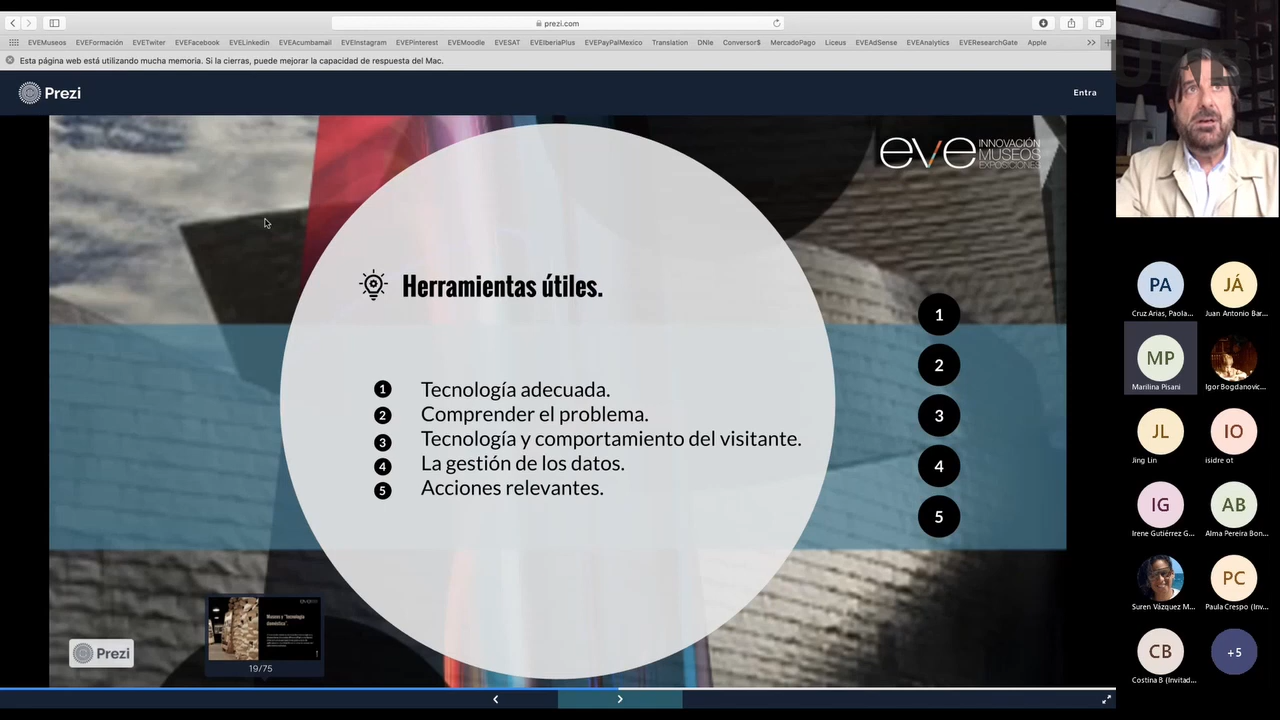 prezi.com
EVEMuseos EVEFormación EVETwiter EVEFacebook EVELinkedin EVEAcumbamail EVEInstagram EVEPinterest EVEMoodle EVESAT EVEIberiaPlus EVEPayPalMexico Translation DNIe Conversor$ MercadoPago Liceus EVEAdSense EVEAnalytics EVEResearchGate Apple
Esta página web está utilizando mucha memoria. Si la cierras, puede mejorar la capacidad de respuesta del Mac.
Prezi
Entra
eve INNOVACIÓN
MUSEOS
EXPOSICIONES
Herramientas útiles.
1 Tecnología adecuada.
2 Comprender el problema.
3 Tecnología y comportamiento del visitante.
4 La gestión de los datos.
5 Acciones relevantes.
1
2
3
4
5
Museos y "tecnología
doméstica".
19/75
Prezi
PA
Cruz Arias, Paola...
JÁ
Juan Antonio Bar...
MP
Marilina Pisani
Igor Bogdanovic...
JL
Jing Lin
IO
isidre ot
IG
Irene Gutiérrez G...
AB
Alma Pereira Bon...
Suren Vázquez M...
PC
Paula Crespo (Inv...
CB
Costina B (Invitad...
+5